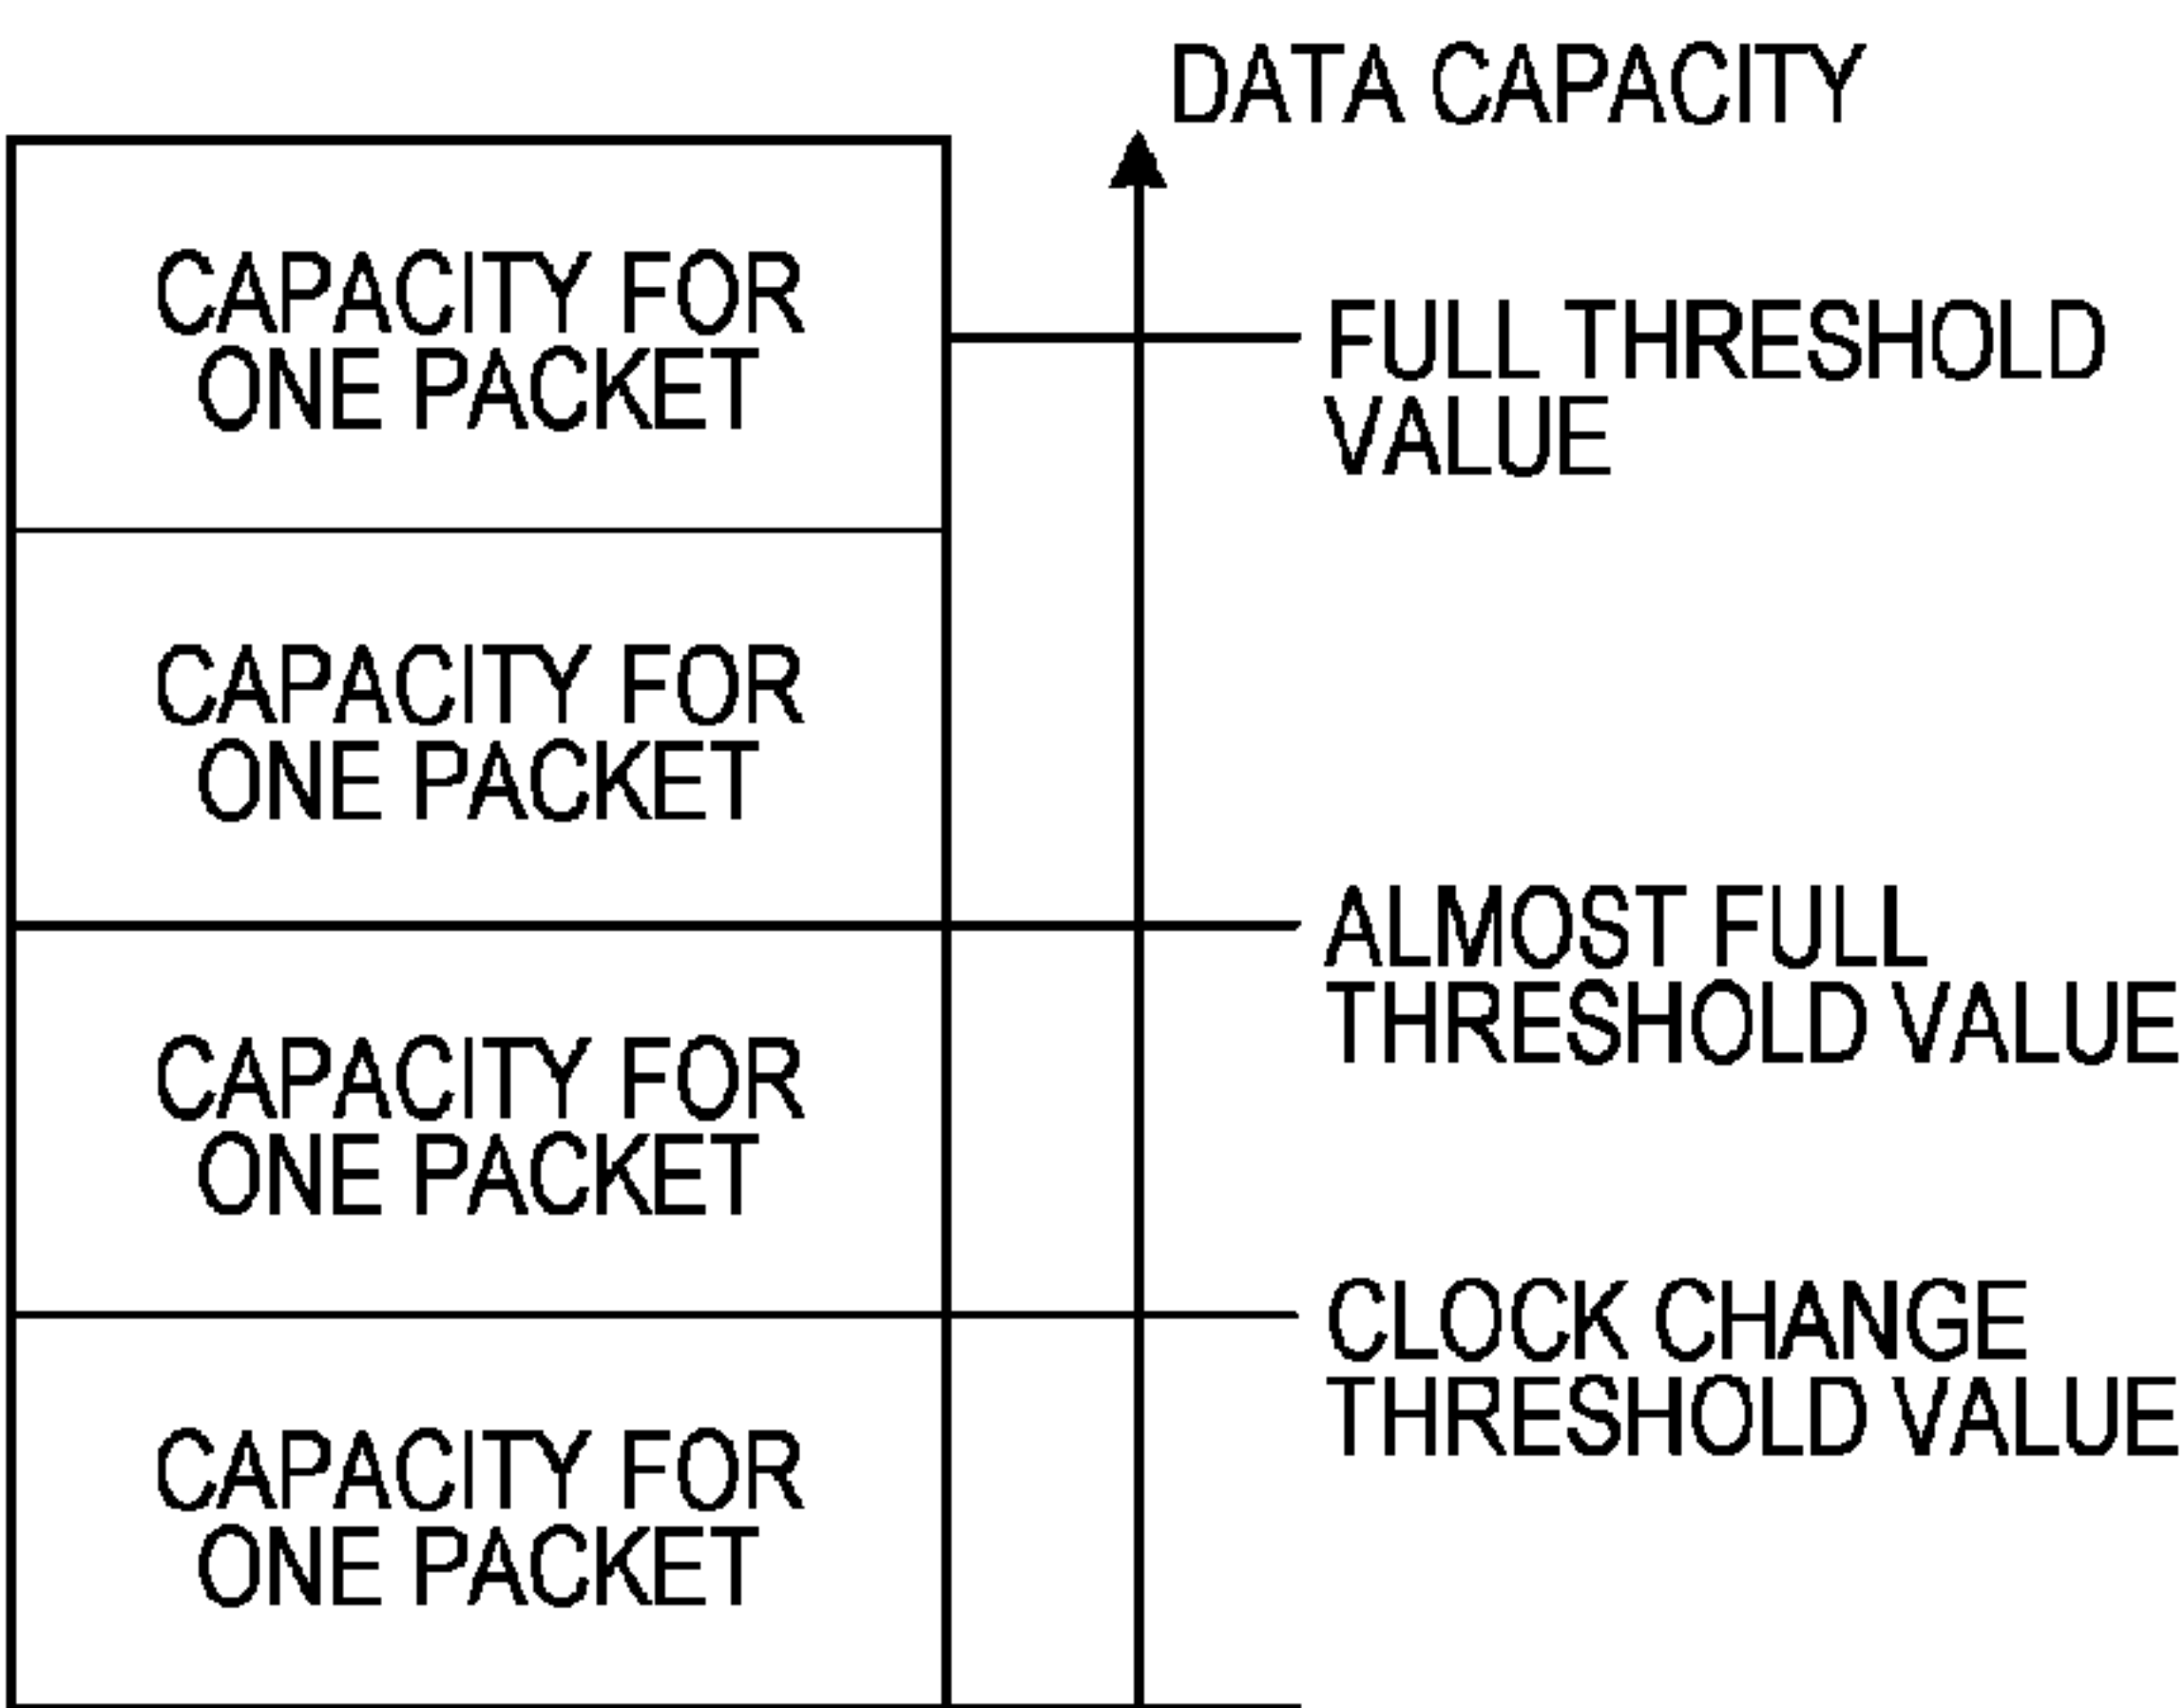 DATA CAPACITY
CAPACITY FOR
ONE PACKET
FULL THRESHOLD
VALUE
CAPACITY FOR
ONE PACKET
ALMOST FULL
THRESHOLD VALUE
CAPACITY FOR
ONE PACKET
CLOCK CHANGE
THRESHOLD VALUE
CAPACITY FOR
ONE PACKET